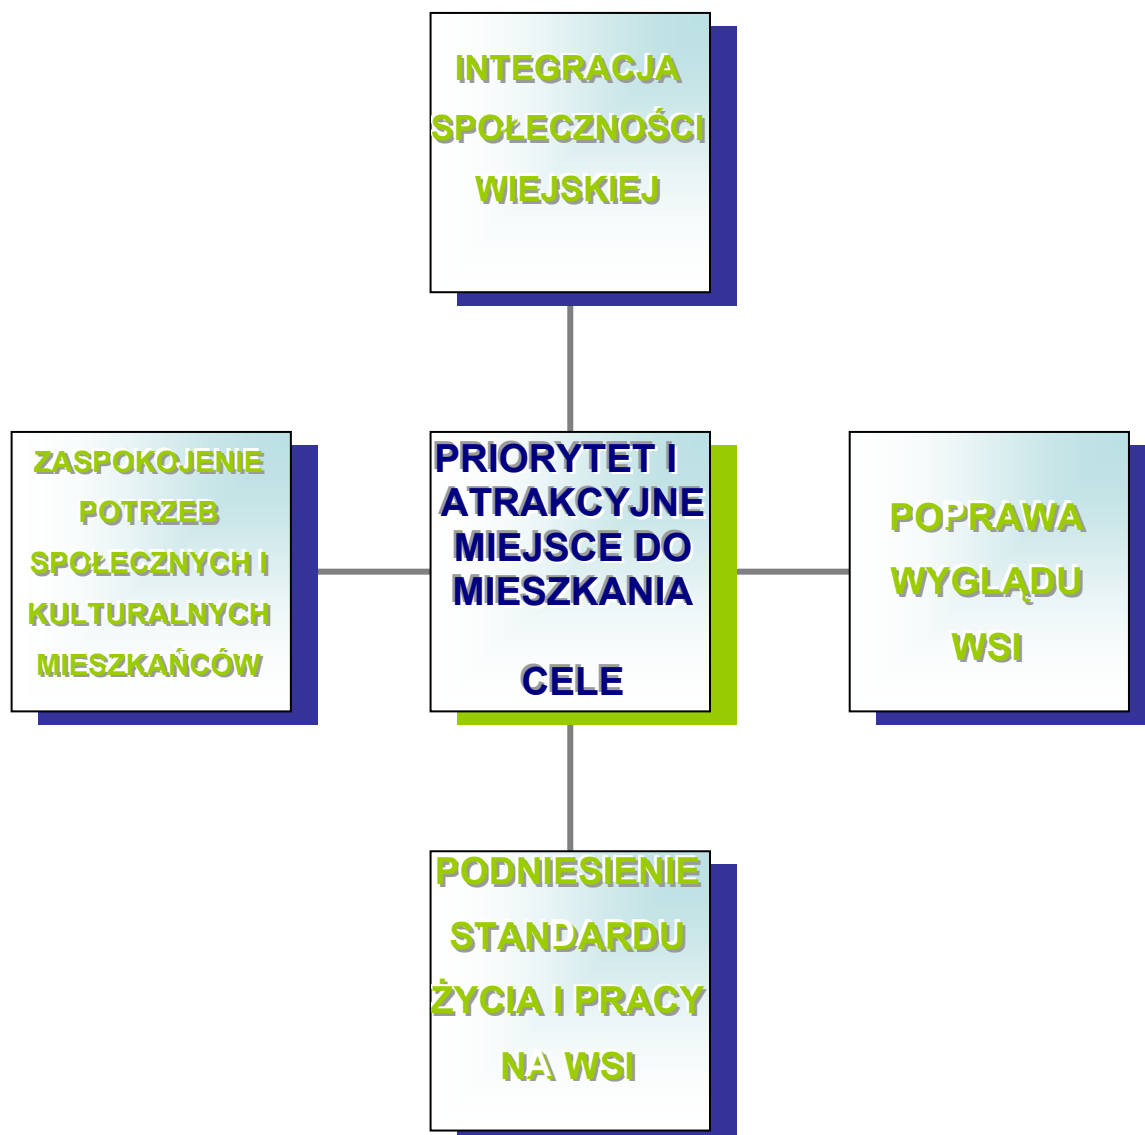 INTEGRACJA
SPOŁECZNOŚCI
WIEJSKIEJ
ZASPOKOJENIE
POTRZEB
SPOŁECZNYCH I
KULTURALNYCH
MIESZKAŃCÓW
PRIORYTET I
ATRAKCYJNE
MIEJSCE DO
MIESZKANIA
CELE
POPRAWA
WYGLĄDU
WSI
PODNIESIENIE
STANDARDU
ŻYCIA I PRACY
NA WSI